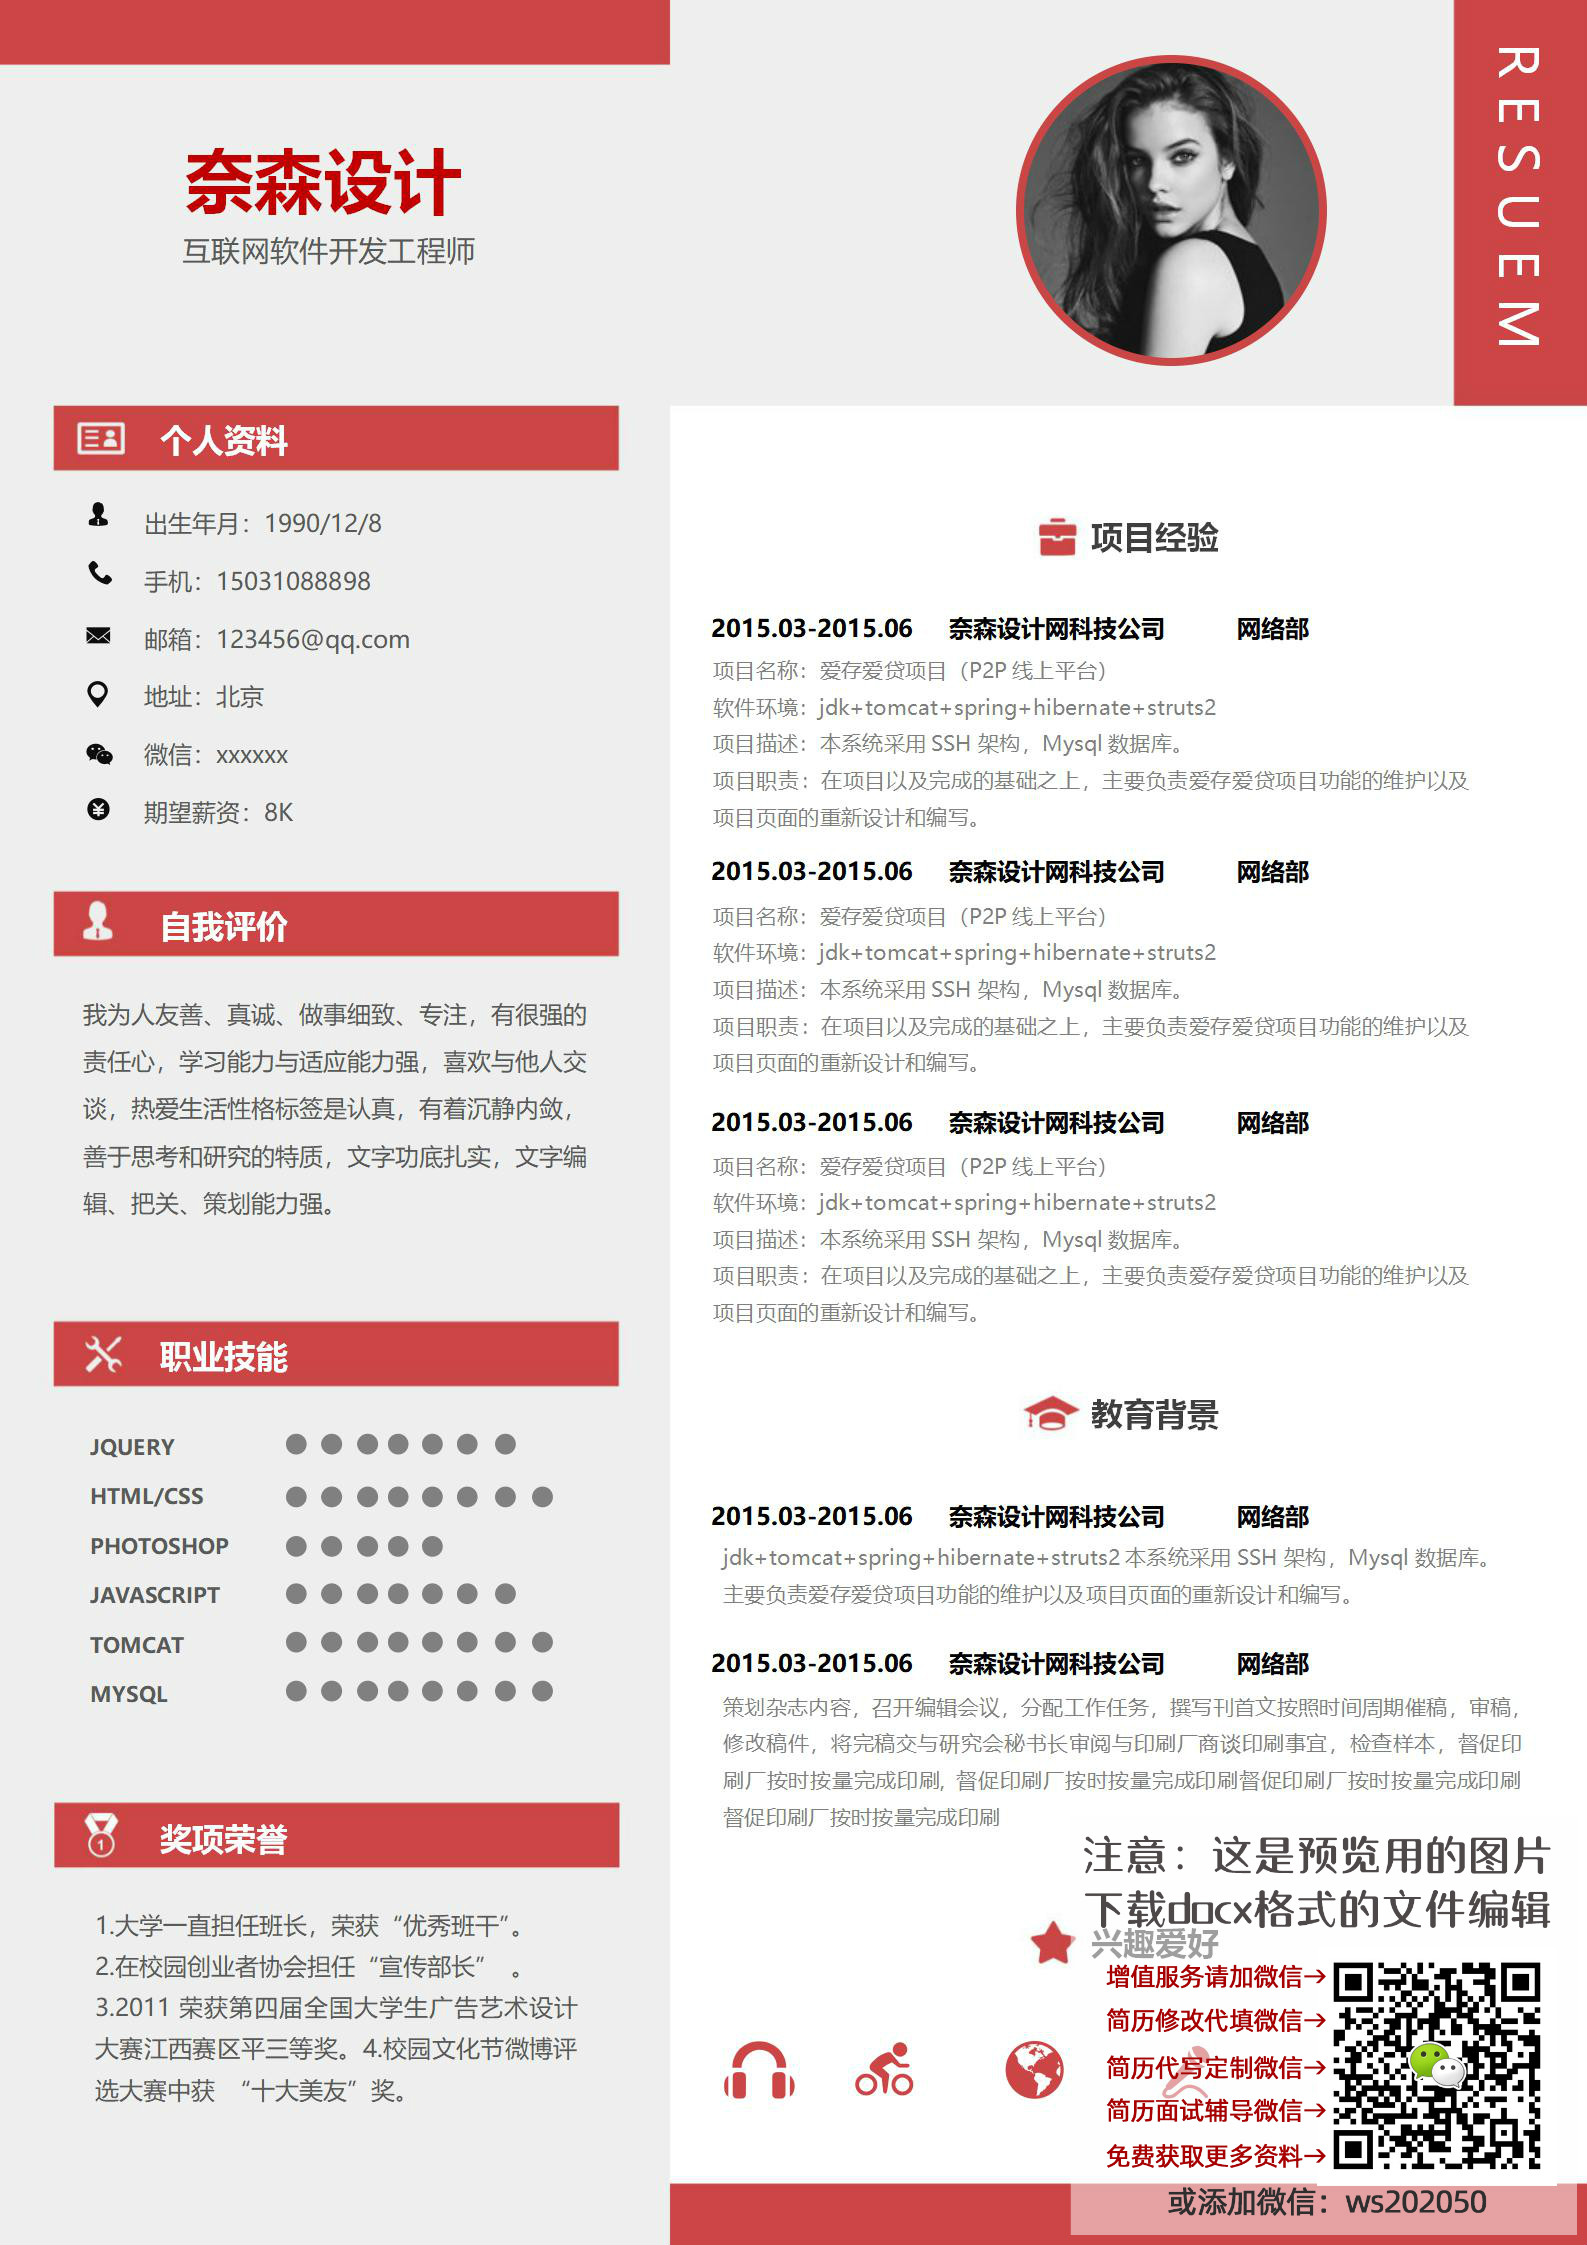 RESUEM
奈森设计
互联网软件开发工程师
个人资料
出生年月：1990/12/8
手机：15031088898
邮箱：123456@qq.com
地址：北京
微信：xxxxxx
期望薪资：8K
自我评价
我为人友善、真诚、做事细致、专注，有很强的
责任心，学习能力与适应能力强，喜欢与他人交
谈，热爱生活性格标签是认真，有着沉静内敛，
善于思考和研究的特质，文字功底扎实，文字编
辑、把关、策划能力强。
职业技能
JQUERY
HTML/CSS
PHOTOSHOP
JAVASCRIPT
TOMCAT
MYSQL
奖项荣誉
1.大学一直担任班长，荣获“优秀班干”。
2.在校园创业者协会担任“宣传部长” 。
3.2011 荣获第四届全国大学生广告艺术设计
大赛江西赛区平三等奖。4.校园文化节微博评
选大赛中获 “十大美友”奖。
项目经验
2015.03-2015.06 奈森设计网科技公司 网络部
项目名称：爱存爱贷项目（P2P 线上平台）
软件环境：jdk+tomcat+spring+hibernate+struts2
项目描述：本系统采用 SSH 架构，Mysql 数据库。
项目职责：在项目以及完成的基础之上，主要负责爱存爱贷项目功能的维护以及
项目页面的重新设计和编写。
2015.03-2015.06 奈森设计网科技公司 网络部
项目名称：爱存爱贷项目（P2P 线上平台）
软件环境：jdk+tomcat+spring+hibernate+struts2
项目描述：本系统采用 SSH 架构，Mysql 数据库。
项目职责：在项目以及完成的基础之上，主要负责爱存爱贷项目功能的维护以及
项目页面的重新设计和编写。
2015.03-2015.06 奈森设计网科技公司 网络部
项目名称：爱存爱贷项目（P2P 线上平台）
软件环境：jdk+tomcat+spring+hibernate+struts2
项目描述：本系统采用 SSH 架构，Mysql 数据库。
项目职责：在项目以及完成的基础之上，主要负责爱存爱贷项目功能的维护以及
项目页面的重新设计和编写。
教育背景
2015.03-2015.06 奈森设计网科技公司 网络部
jdk+tomcat+spring+hibernate+struts2 本系统采用 SSH 架构，Mysql 数据库。
主要负责爱存爱贷项目功能的维护以及项目页面的重新设计和编写。
2015.03-2015.06 奈森设计网科技公司 网络部
策划杂志内容，召开编辑会议，分配工作任务，撰写刊首文按照时间周期催稿，审稿，
修改稿件，将完稿交与研究会秘书长审阅与印刷厂商谈印刷事宜，检查样本，督促印
刷厂按时按量完成印刷, 督促印刷厂按时按量完成印刷督促印刷厂按时按量完成印刷
督促印刷厂按时按量完成印刷
注意：这是预览用的图片
下载docx格式的文件编辑
兴趣爱好
增值服务请加微信→
简历修改代填微信→
简历代写定制微信→
简历面试辅导微信→
免费获取更多资料→
或添加微信：ws202050